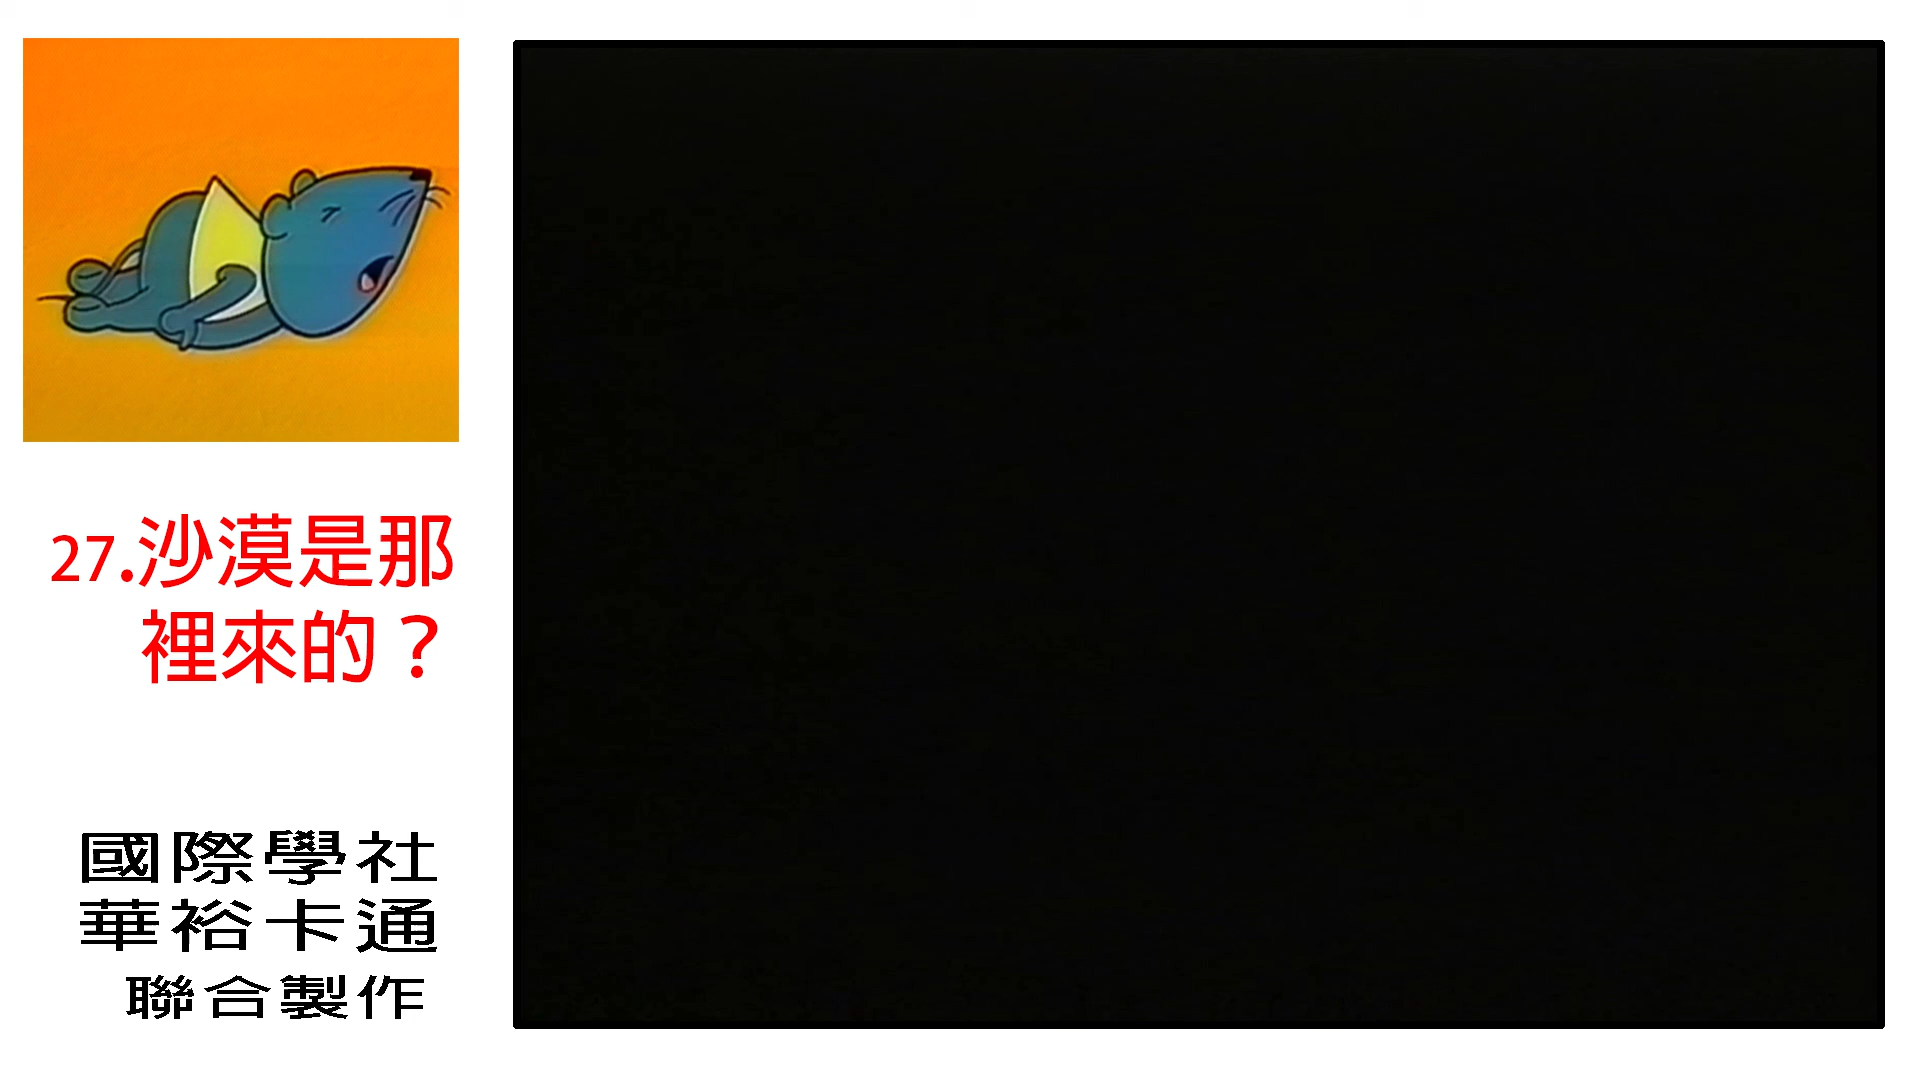 27.沙漠是那
裡來的？
國際學社
華裕卡通
聯合製作